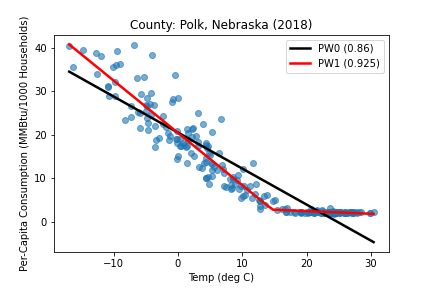 County: Polk, Nebraska (2018)
Per-Capita Consumption (MMBtu/1000 Households)
40
30
20
10
0
PW0 (0.86)
PW1 (0.925)
−10
0
10
20
30
Temp (deg C)